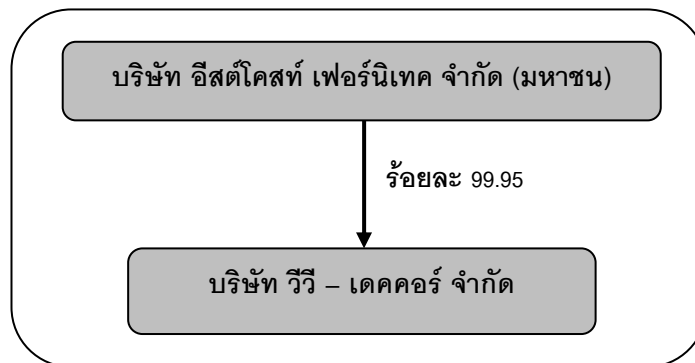 บริษัท อีสต์โคสท์ เฟอร์นิเทค จำกัด (มหาชน)
ร้อยละ 99.95
บริษัท วีวี – เดคคอร์ จำกัด